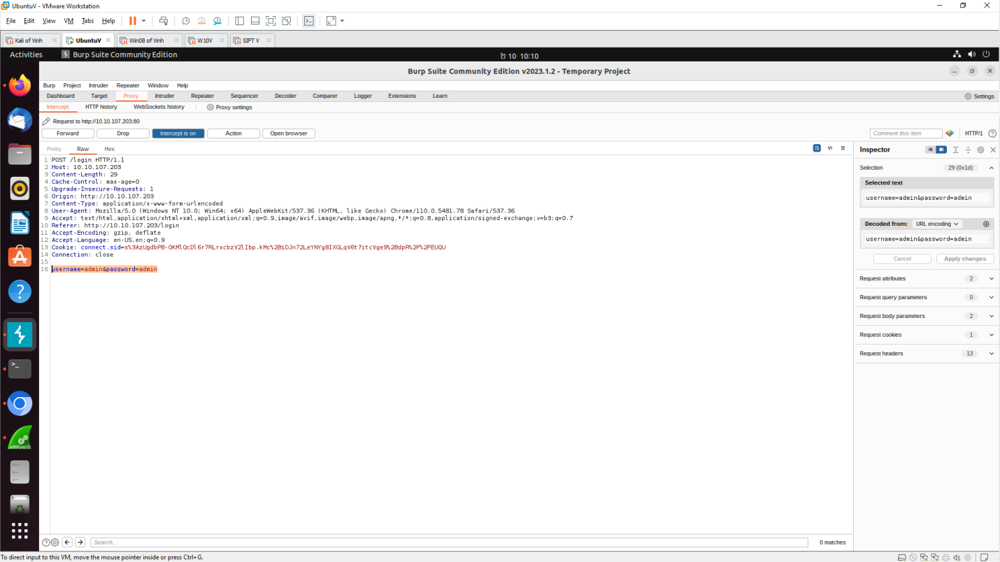 UbuntuV - VMware Workstation
File Edit View VM Tabs Help
Kali of Vinh UbuntuV Win08 of Vinh W10V SIFT V
Activities Burp Suite Community Edition 10 10:10
Burp Suite Community Edition v2023.1.2 - Temporary Project
Burp Project Intruder Repeater Window Help
Dashboard Target Proxy Intruder Repeater Sequencer Decoder Comparer Logger Extensions Learn Settings
Intercept HTTP history WebSockets history Proxy settings
Request to http://10.10.107.203:80
Forward Drop Intercept is on Action Open browser Comment this item HTTP/1
Pretty Raw Hex \n
1 POST /login HTTP/1.1
2 Host: 10.10.107.203
3 Content-Length: 29
4 Cache-Control: max-age=0
5 Upgrade-Insecure-Requests: 1
6 Origin: http://10.10.107.203
7 Content-Type: application/x-www-form-urlencoded
8 User-Agent: Mozilla/5.0 (Windows NT 10.0; Win64; x64) AppleWebKit/537.36 (KHTML, like Gecko) Chrome/110.0.5481.78 Safari/537.36
9 Accept: text/html,application/xhtml+xml,application/xml;q=0.9,image/avif,image/webp,image/apng,*/*;q=0.8,application/signed-exchange;v=b3;q=0.7
10 Referer: http://10.10.107.203/login
11 Accept-Encoding: gzip, deflate
12 Accept-Language: en-US,en;q=0.9
13 Cookie: connect.sid=s%3AzUgdbPB-OKMlQcDl6r7RLrxcbzV2lIbp.kMc%2BiDJn72LeYNYg8IXGLqV6t7itcVge9%2BdpR%2F%2FEUQU
14 Connection: close
15
16 username=admin&password=admin
Inspector
Selection 29 (0x1d)
Selected text
username=admin&password=admin
Decoded from: URL encoding
username=admin&password=admin
Cancel Apply changes
Request attributes 2
Request query parameters 0
Request body parameters 2
Request cookies 1
Request headers 13
Search... 0 matches
To direct input to this VM, move the mouse pointer inside or press Ctrl+G.